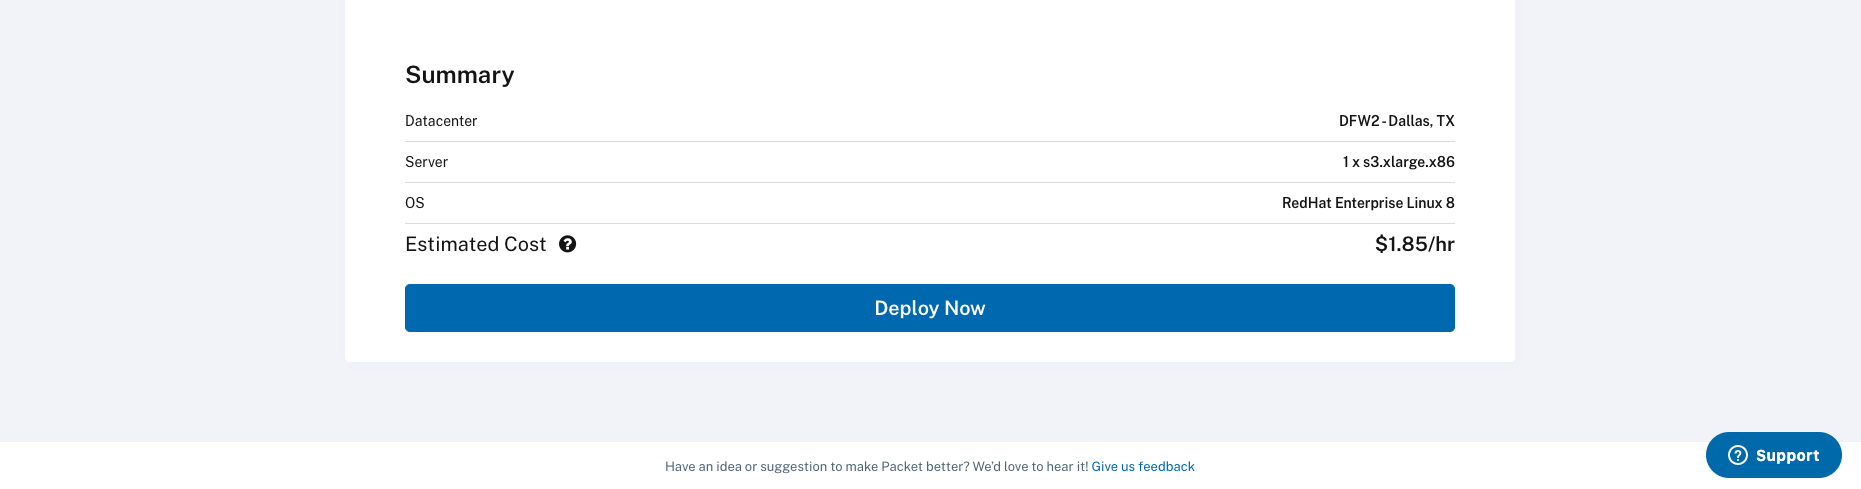 Summary
Datacenter DFW2 - Dallas, TX
Server 1 x s3.xlarge.x86
OS RedHat Enterprise Linux 8
Estimated Cost ? $1.85/hr
Deploy Now
Have an idea or suggestion to make Packet better? We'd love to hear it! Give us feedback
? Support